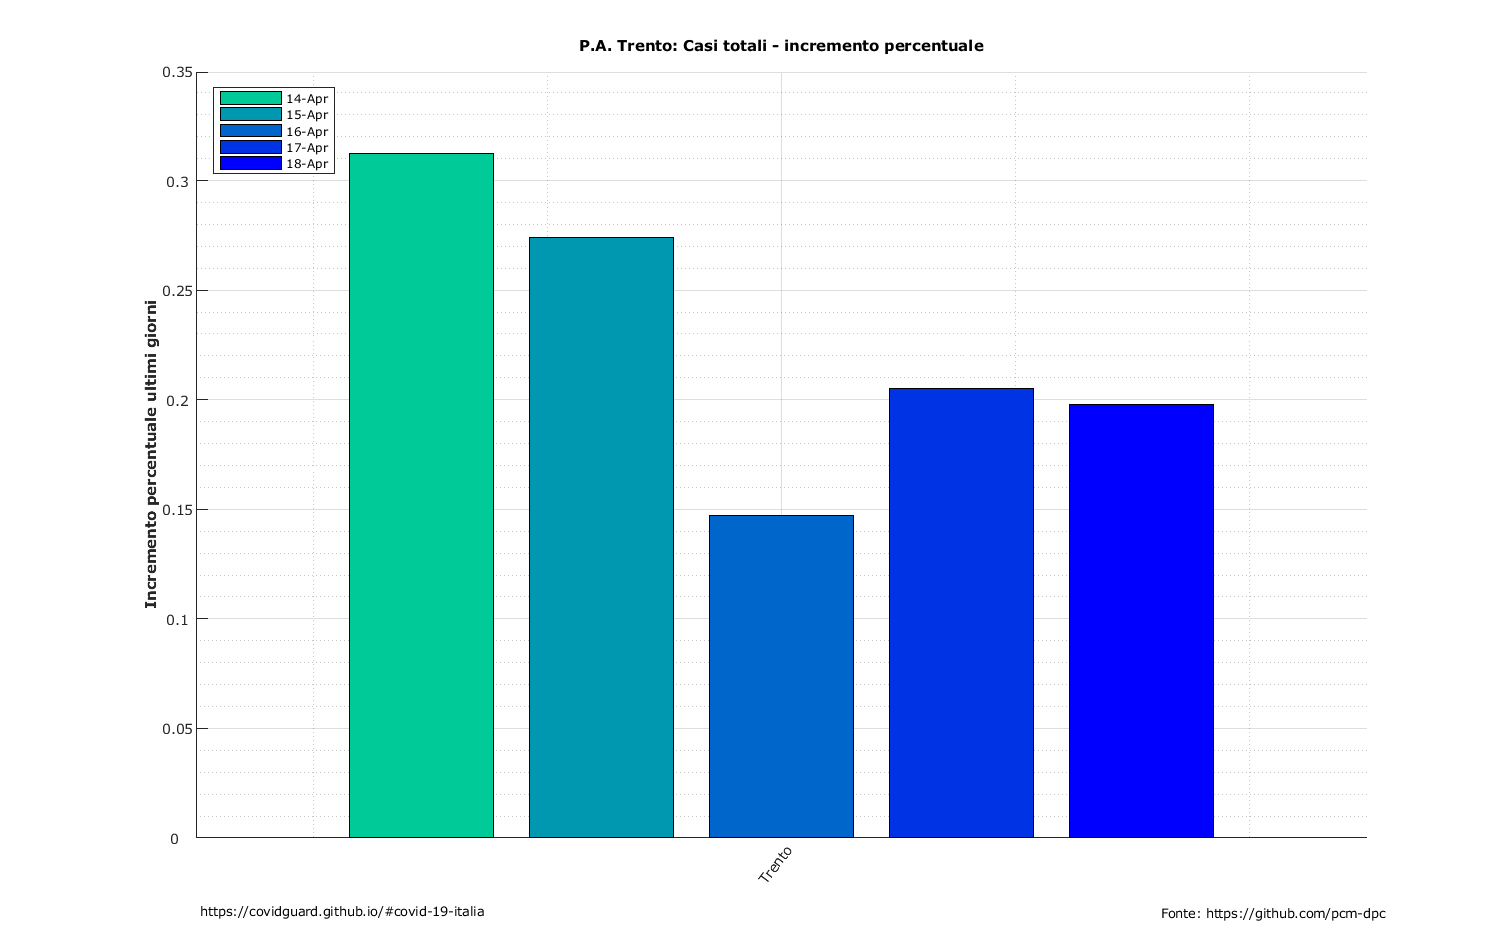 P.A. Trento: Casi totali - incremento percentuale
0.35
0.3
0.25
0.2
0.15
0.1
0.05
0
Incremento percentuale ultimi giorni
14-Apr
15-Apr
16-Apr
17-Apr
18-Apr
Trento
https://covidguard.github.io/#covid-19-italia
Fonte: https://github.com/pcm-dpc